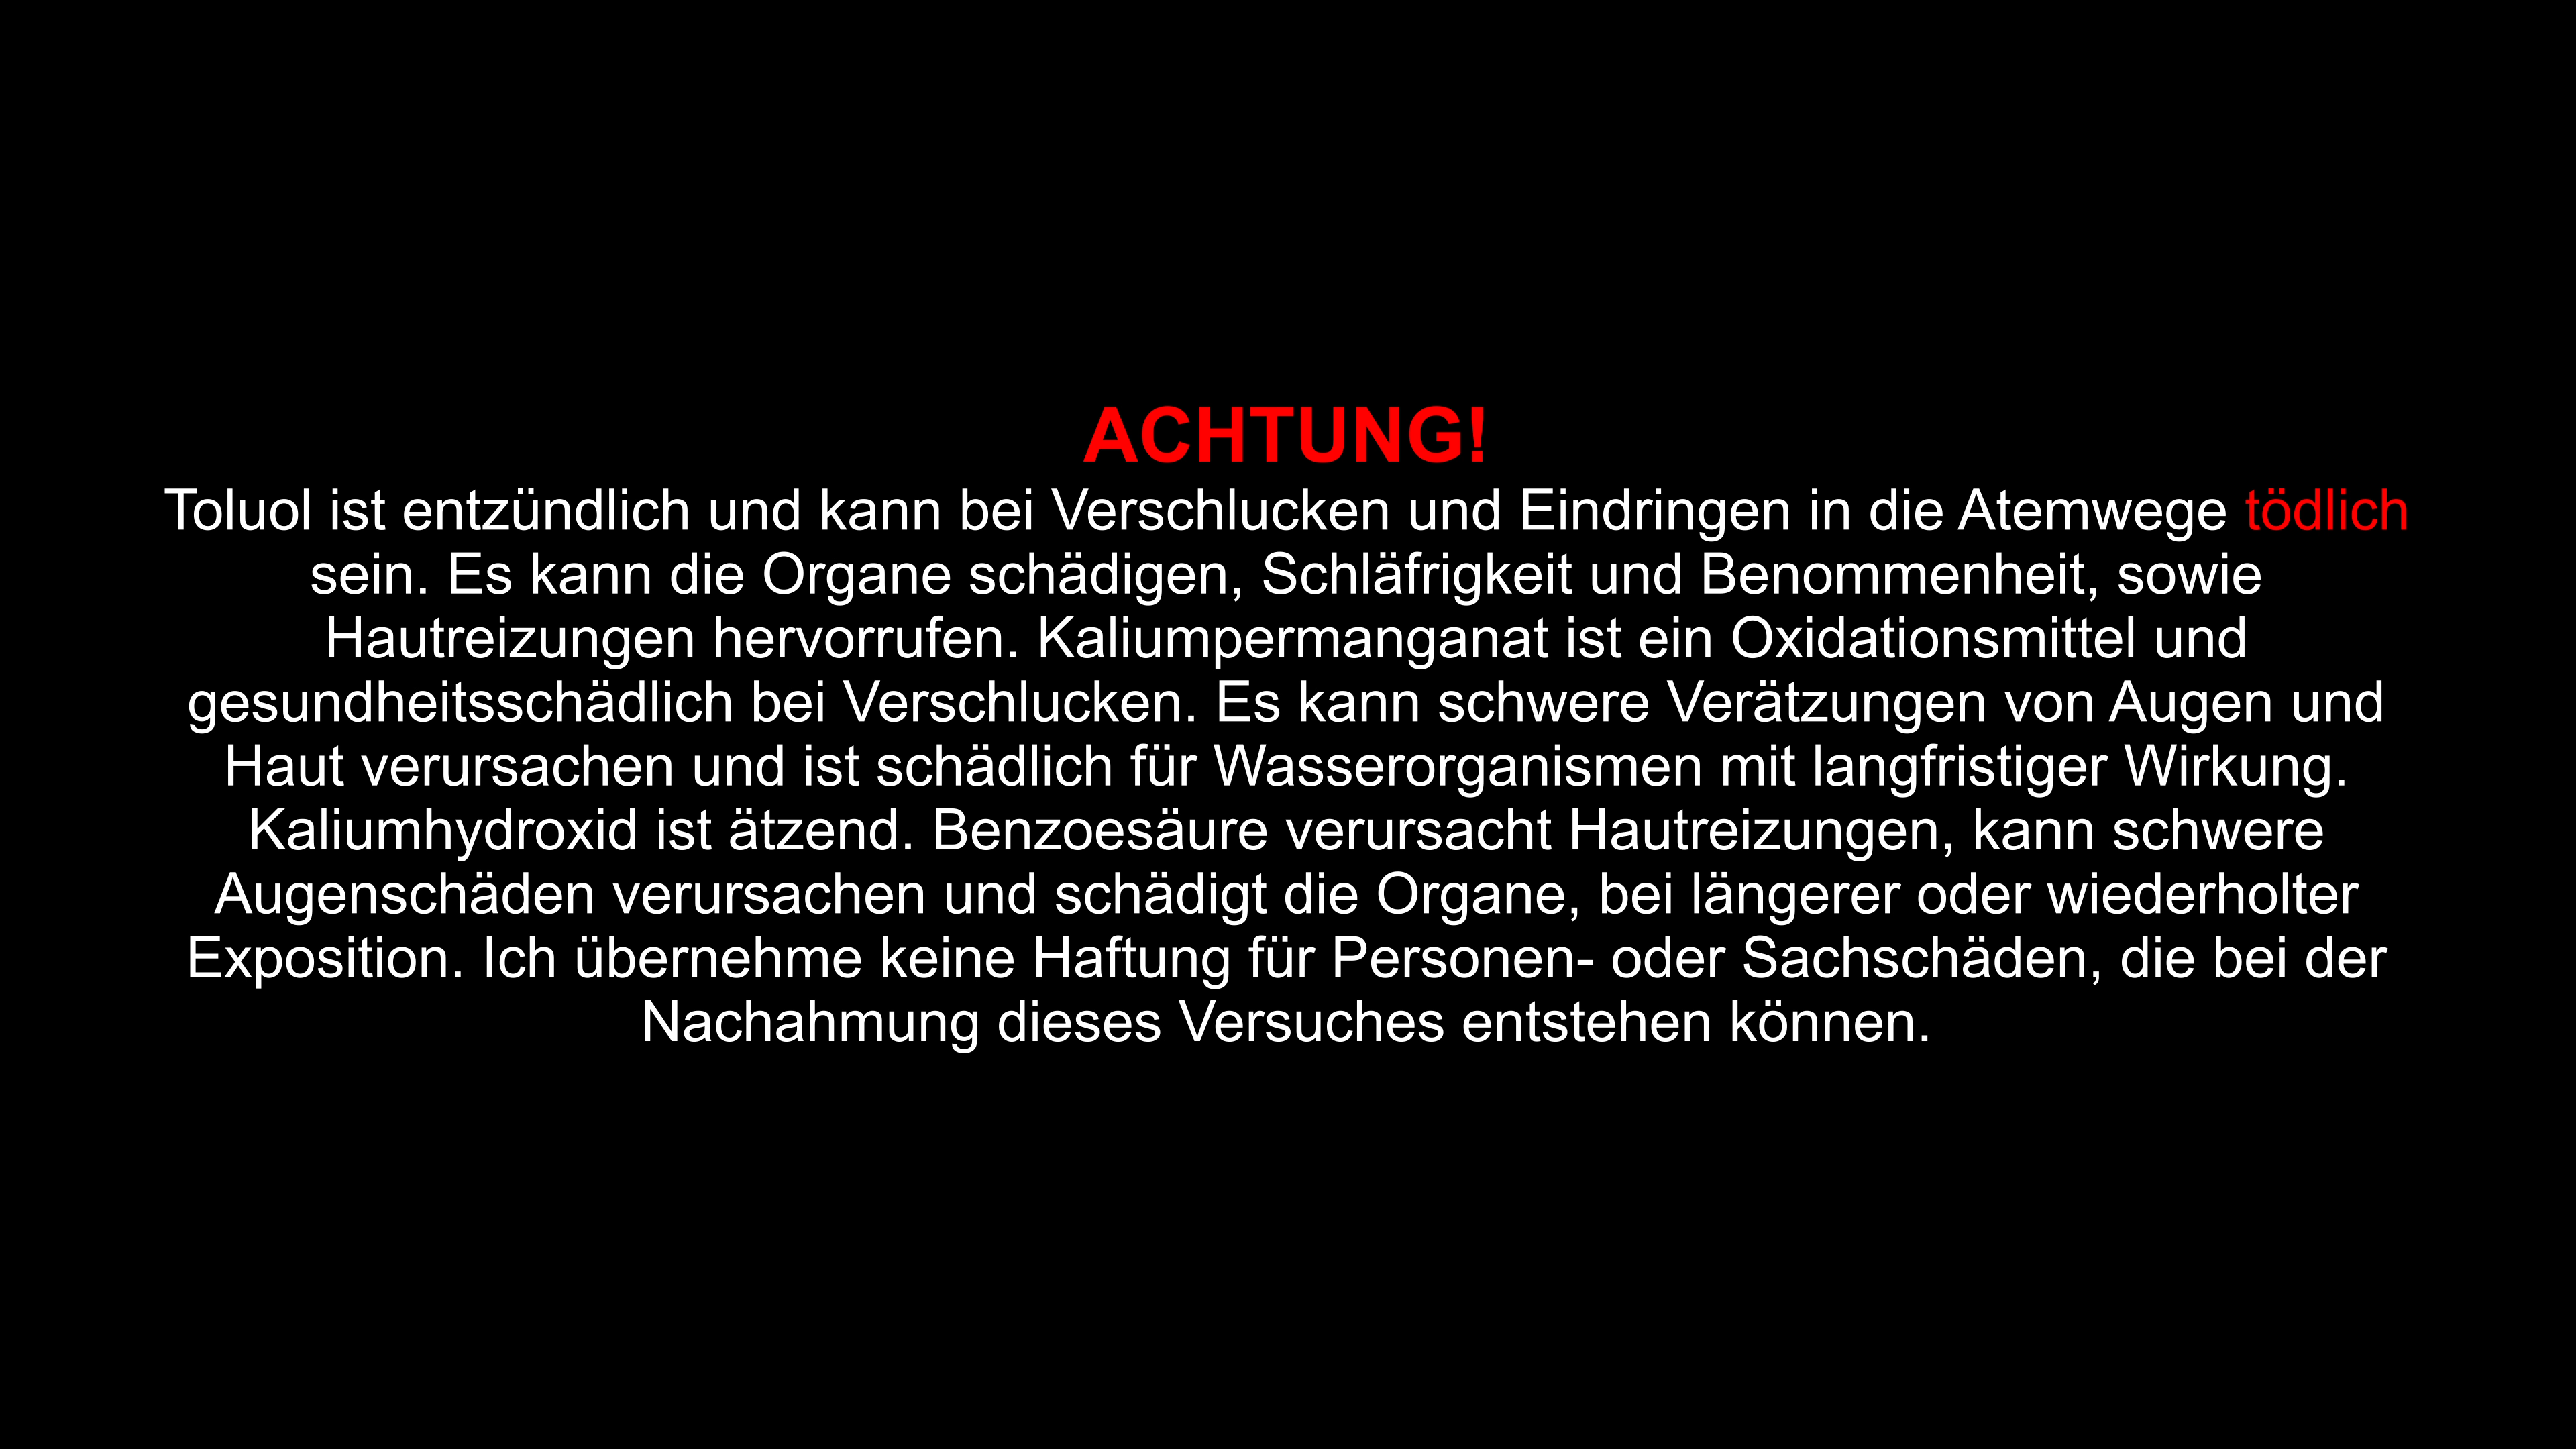 ACHTUNG!
Toluol ist entzündlich und kann bei Verschlucken und Eindringen in die Atemwege tödlich
sein. Es kann die Organe schädigen, Schläfrigkeit und Benommenheit, sowie
Hautreizungen hervorrufen. Kaliumpermanganat ist ein Oxidationsmittel und
gesundheitsschädlich bei Verschlucken. Es kann schwere Verätzungen von Augen und
Haut verursachen und ist schädlich für Wasserorganismen mit langfristiger Wirkung.
Kaliumhydroxid ist ätzend. Benzoesäure verursacht Hautreizungen, kann schwere
Augenschäden verursachen und schädigt die Organe, bei längerer oder wiederholter
Exposition. Ich übernehme keine Haftung für Personen- oder Sachschäden, die bei der
Nachahmung dieses Versuches entstehen können.